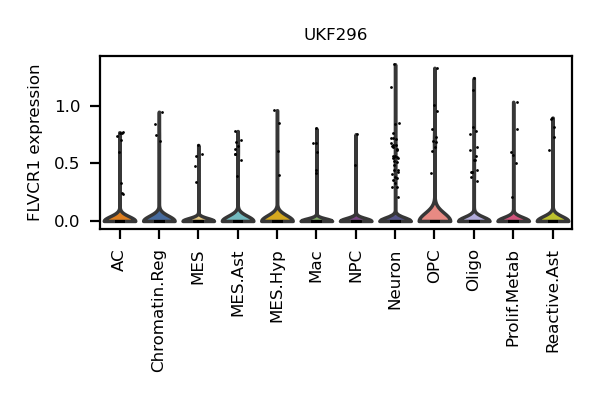 UKF296
FLVCR1 expression
1.0
0.5
0.0
AC
Chromatin.Reg
MES
MES.Ast
MES.Hyp
Mac
NPC
Neuron
OPC
Oligo
Prolif.Metab
Reactive.Ast